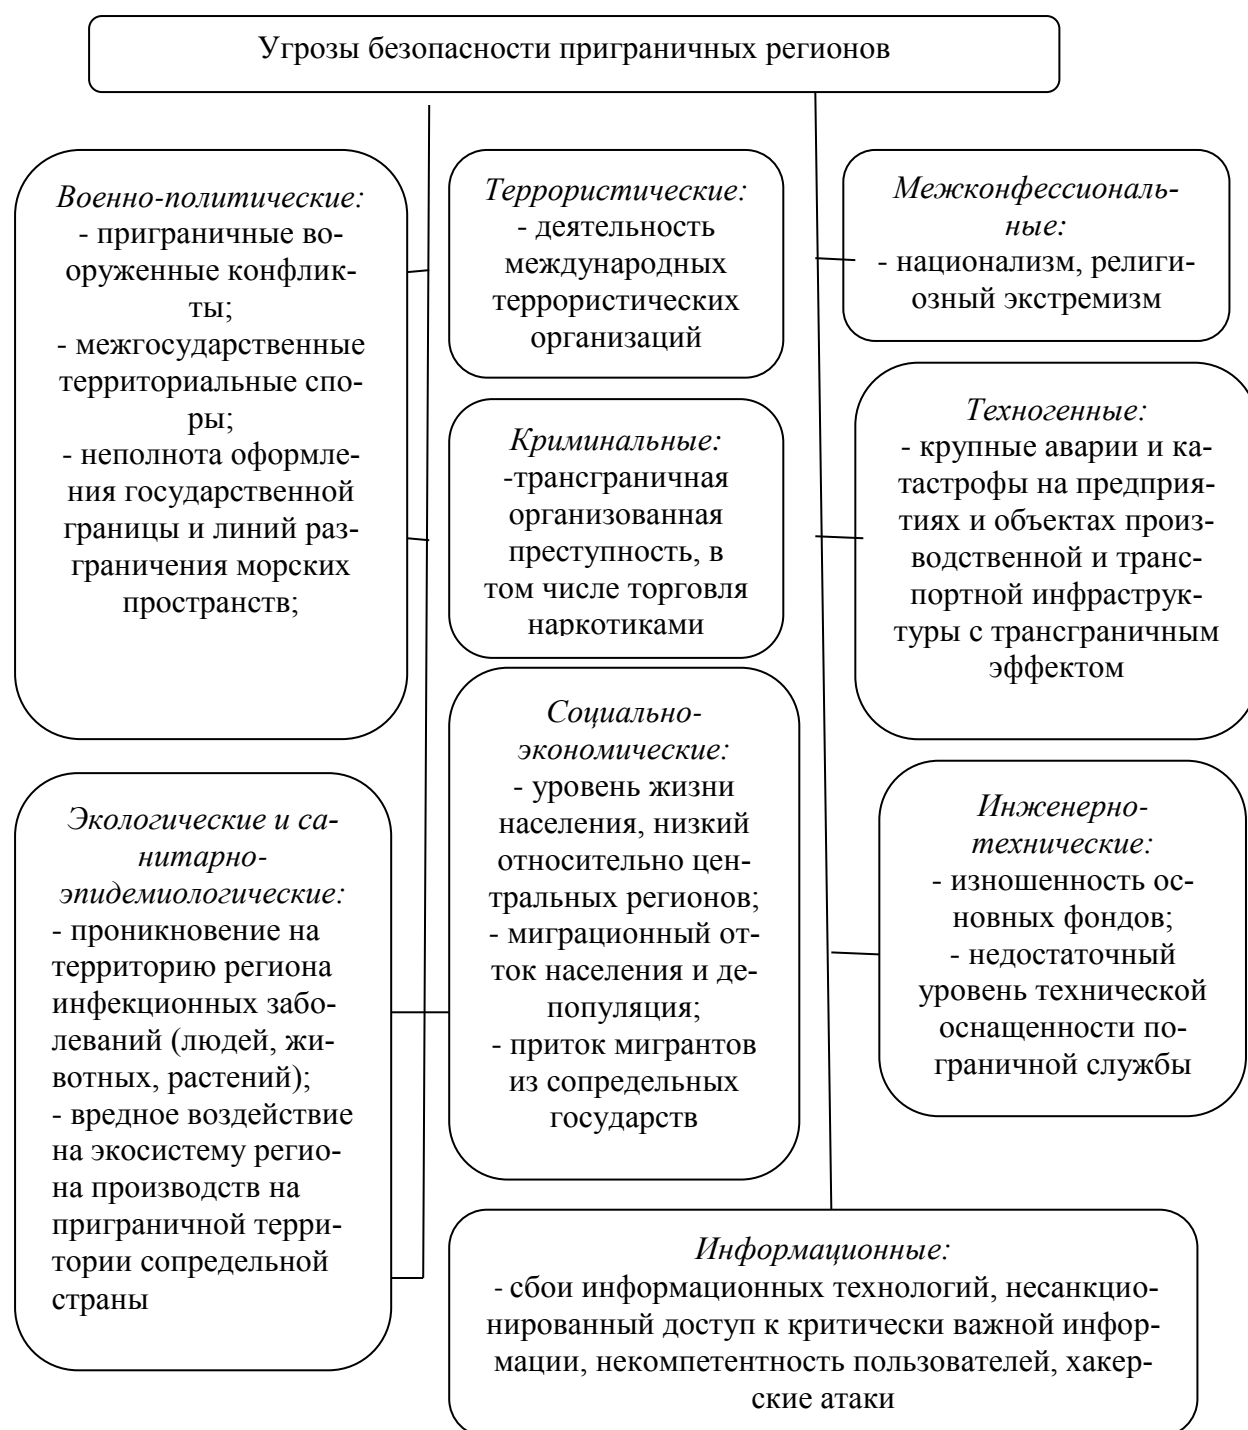 Угрозы безопасности приграничных регионов
Военно-политические:
- приграничные во-
оруженные конфлик-
ты;
- межгосударственные
территориальные спо-
ры;
- неполнота оформле-
ния государственной
границы и линий раз-
граничения морских
пространств;
Террористические:
- деятельность
международных
террористических
организаций
Межконфессиональ-
ные:
- национализм, религи-
озный экстремизм
Криминальные:
-трансграничная
организованная
преступность, в
том числе торговля
наркотиками
Техногенные:
- крупные аварии и ка-
тастрофы на предприя-
тиях и объектах произ-
водственной и транс-
портной инфраструк-
туры с трансграничным
эффектом
Экологические и са-
нитарно-
эпидемиологические:
- проникновение на
территорию региона
инфекционных забо-
леваний (людей, жи-
вотных, растений);
- вредное воздействие
на экосистему регио-
на производств на
приграничной терри-
тории сопредельной
страны
Социально-
экономические:
- уровень жизни
населения, низкий
относительно цен-
тральных регионов;
- миграционный от-
ток населения и де-
популяция;
- приток мигрантов
из сопредельных
государств
Инженерно-
технические:
- изношенность ос-
новных фондов;
- недостаточный
уровень технической
оснащенности по-
граничной службы
Информационные:
- сбои информационных технологий, несанкцио-
нированный доступ к критически важной инфор-
мации, некомпетентность пользователей, хакер-
ские атаки